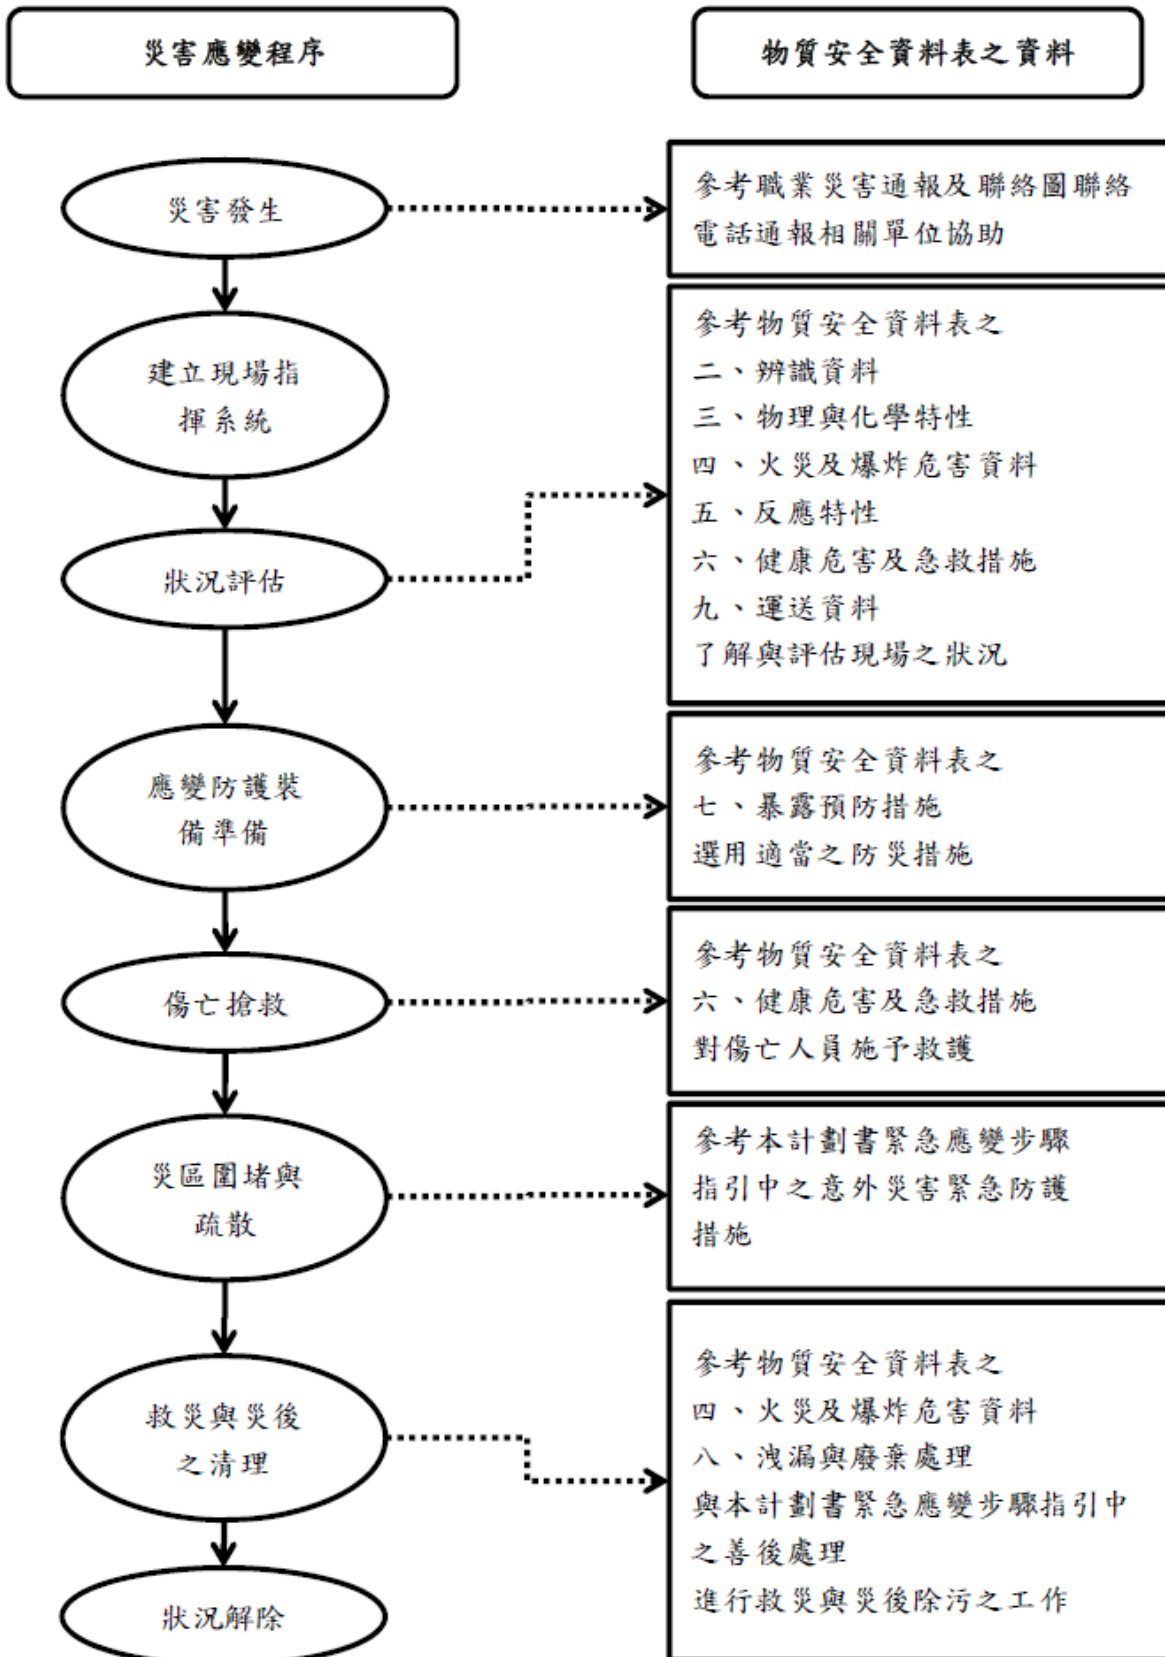 災害應變程序
物質安全資料表之資料
災害發生
參考職業災害通報及聯絡圖聯絡
電話通報相關單位協助
建立現場指
揮系統
狀況評估
參考物質安全資料表之
二、辨識資料
三、物理與化學特性
四、火災及爆炸危害資料
五、反應特性
六、健康危害及急救措施
九、運送資料
了解與評估現場之狀況
應變防護裝
備準備
參考物質安全資料表之
七、暴露預防措施
選用適當之防災措施
傷亡搶救
參考物質安全資料表之
六、健康危害及急救措施
對傷亡人員施予救護
災區圍堵與
疏散
參考本計劃書緊急應變步驟
指引中之意外災害緊急防護
措施
救災與災後
之清理
參考物質安全資料表之
四、火災及爆炸危害資料
八、洩漏與廢棄處理
與本計劃書緊急應變步驟指引中
之善後處理
進行救災與災後除污之工作
狀況解除